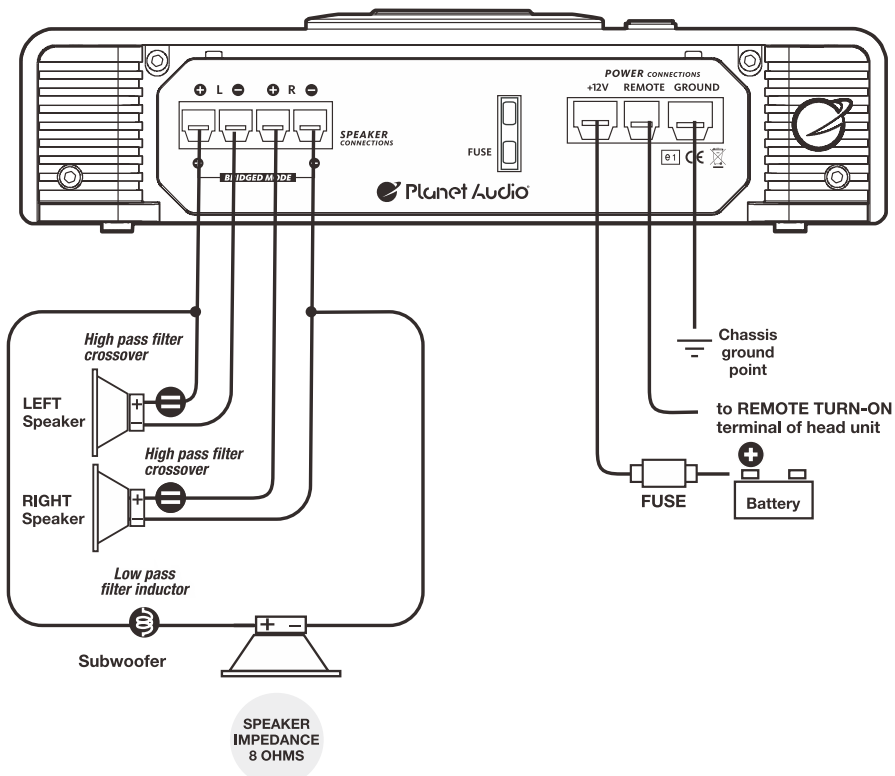 POWER CONNECTIONS
+12V REMOTE GROUND
+ L − + R −
SPEAKER
CONNECTIONS
FUSE
e1 CE
+ −
BRIDGED MODE
Planet Audio®
High pass filter
crossover
LEFT
Speaker
+
−
High pass filter
crossover
RIGHT
Speaker
+
−
Low pass
filter inductor
+ −
Subwoofer
SPEAKER
IMPEDANCE
8 OHMS
Chassis
ground
point
to REMOTE TURN-ON
terminal of head unit
+
FUSE
Battery